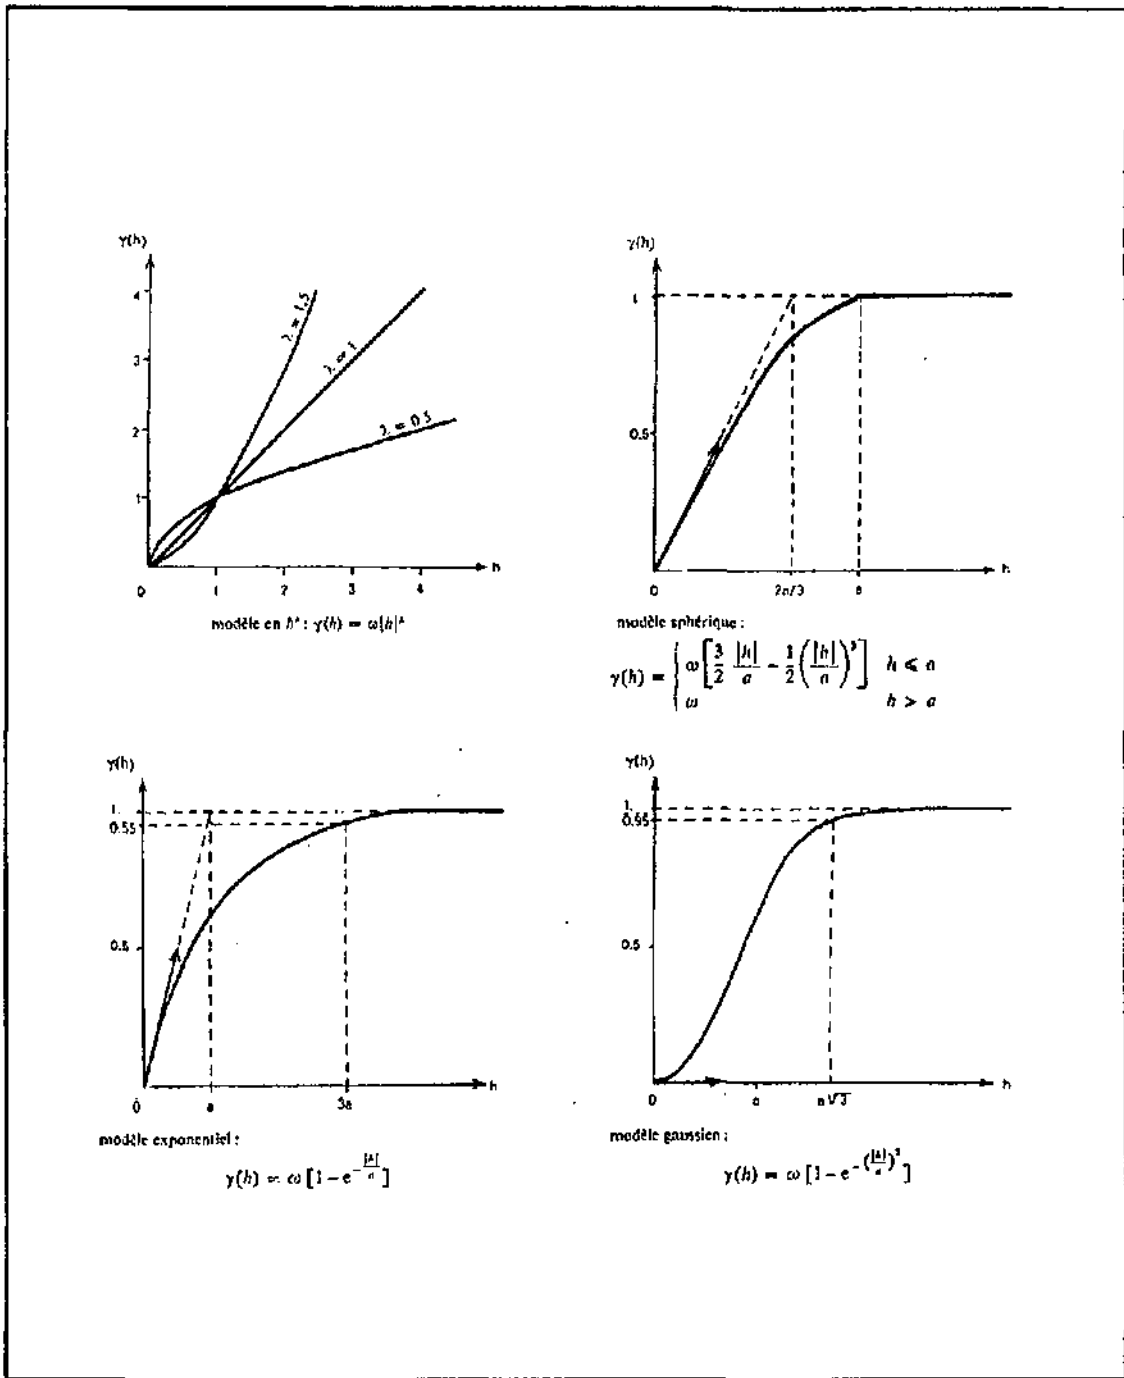 γ(h)
4
3
2
1
0
1
2
3
4
h
λ = 1.5
λ = 1
λ = 0.5
modèle en hλ : γ(h) = ω|h|λ
γ(h)
1
0.5
0
2a/3
a
h
modèle sphérique :
γ(h) = { ω [ 3/2 |h|/a − 1/2 ( |h|/a )³ ] h ⩽ a
ω h > a
γ(h)
1
0.55
0.5
0
a
3a
h
modèle exponentiel :
γ(h) = ω [1 − e^−|h|/a]
γ(h)
1
0.95
0.5
0
a
a√3
h
modèle gaussien :
γ(h) = ω [1 − e^−(|h|/a)²]